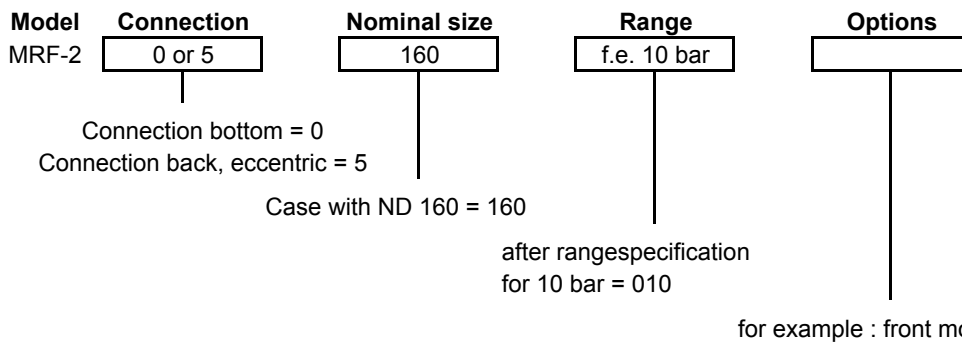 Model Connection Nominal size Range Options
MRF-2 0 or 5 160 f.e. 10 bar
Connection bottom = 0
Connection back, eccentric = 5
Case with ND 160 = 160
after rangespecification
for 10 bar = 010
for example : front